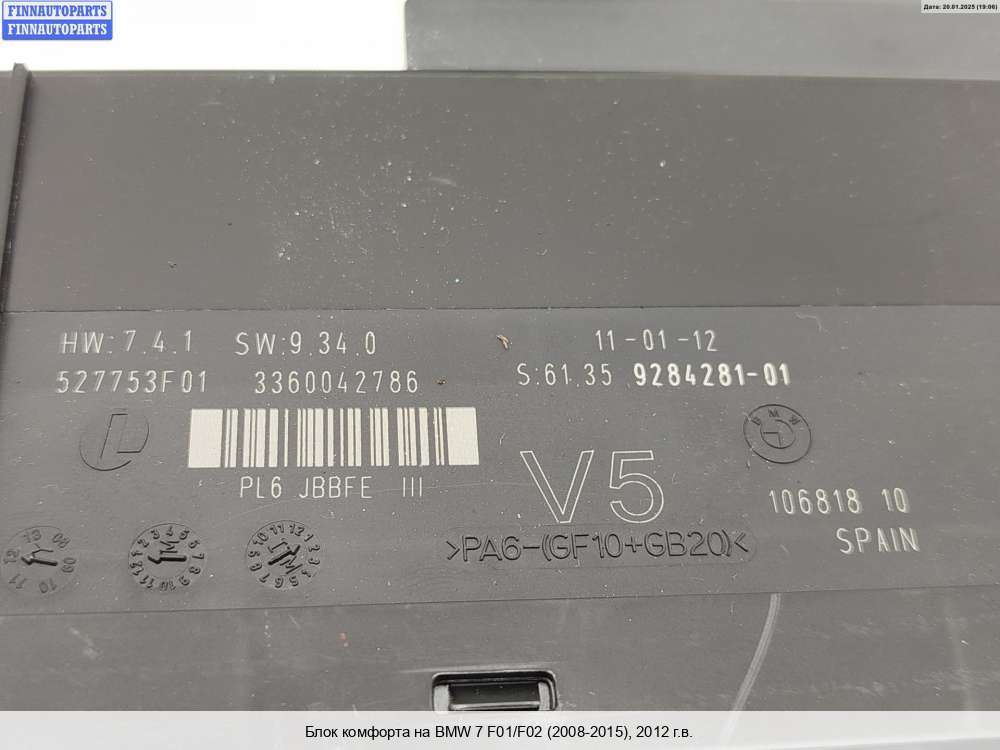 FINNAUTOPARTS
FINNAUTOPARTS
Дата: 20.01.2025 (19:06)
HW:7.4.1 SW:9.34.0 11-01-12
527753F01 3360042786 S:61.35 9284281-01
BMW
PL6 JBBFE III
V5
106818 10
SPAIN
>PA6-(GF10+GB20)<
Блок комфорта на BMW 7 F01/F02 (2008-2015), 2012 г.в.